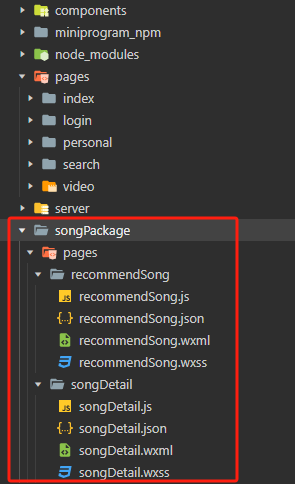 components
miniprogram_npm
node_modules
pages
index
login
personal
search
video
server
songPackage
pages
recommendSong
recommendSong.js
recommendSong.json
recommendSong.wxml
recommendSong.wxss
songDetail
songDetail.js
songDetail.json
songDetail.wxml
songDetail.wxss